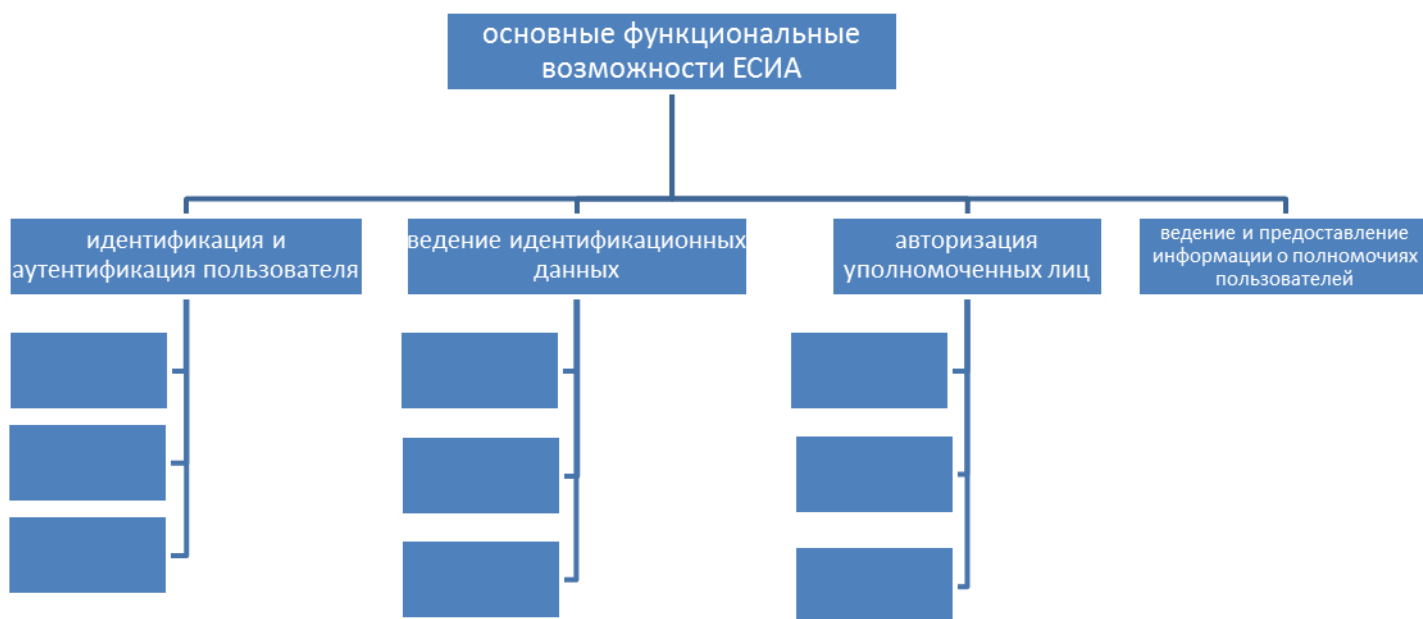 основные функциональные
возможности ЕСИА
идентификация и
аутентификация пользователя
ведение идентификационных
данных
авторизация
уполномоченных лиц
ведение и предоставление
информации о полномочиях
пользователей